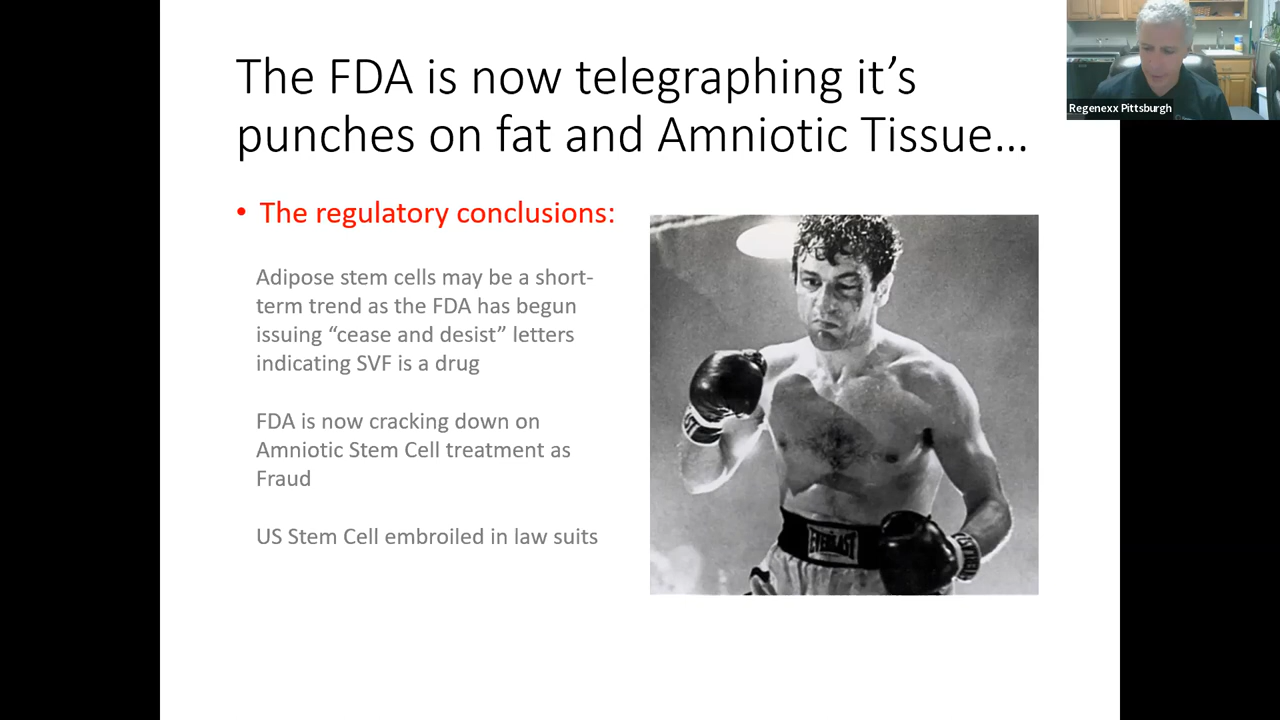 The FDA is now telegraphing it’s
punches on fat and Amniotic Tissue…
Regenexx Pittsburgh
• The regulatory conclusions:
Adipose stem cells may be a short-
term trend as the FDA has begun
issuing “cease and desist” letters
indicating SVF is a drug
FDA is now cracking down on
Amniotic Stem Cell treatment as
Fraud
US Stem Cell embroiled in law suits
EVERLAST